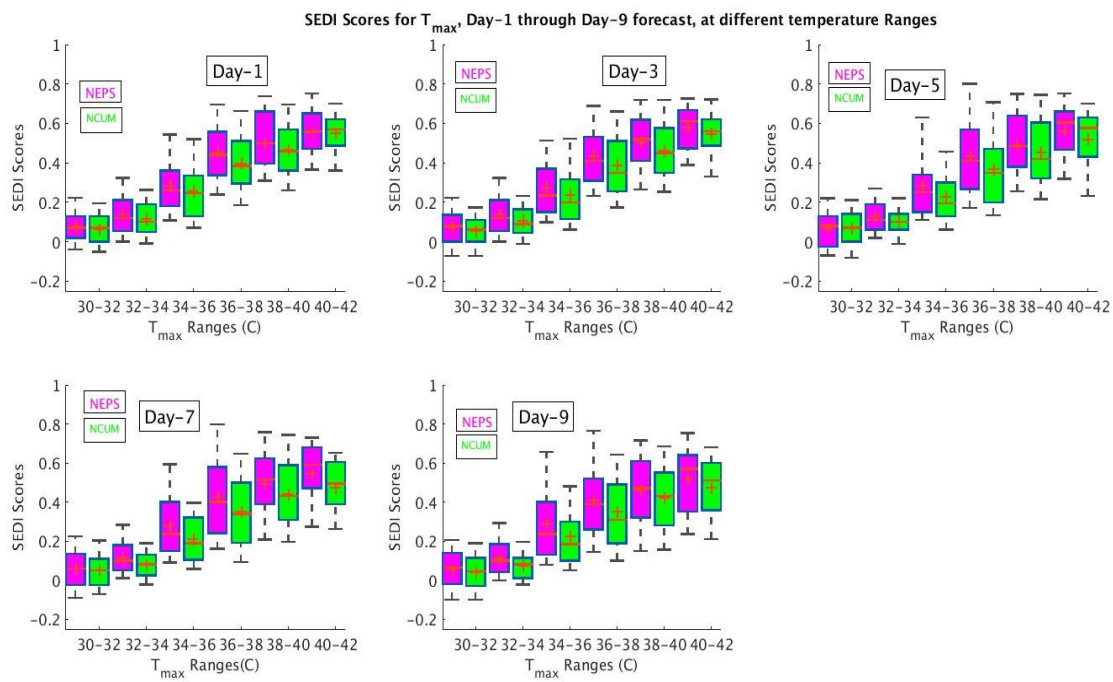 SEDI Scores for Tmax, Day-1 through Day-9 forecast, at different temperature Ranges
Day-1
NEPS
NCUM
SEDI Scores
1
0.8
0.6
0.4
0.2
0
-0.2
30-32 32-34 34-36 36-38 38-40 40-42
Tmax Ranges (C)
Day-3
NEPS
NCUM
SEDI Scores
1
0.8
0.6
0.4
0.2
0
-0.2
30-32 32-34 34-36 36-38 38-40 40-42
Tmax Ranges (C)
Day-5
NEPS
NCUM
SEDI Scores
1
0.8
0.6
0.4
0.2
0
-0.2
30-32 32-34 34-36 36-38 38-40 40-42
Tmax Ranges (C)
Day-7
NEPS
NCUM
SEDI Scores
1
0.8
0.6
0.4
0.2
0
-0.2
30-32 32-34 34-36 36-38 38-40 40-42
Tmax Ranges(C)
Day-9
NEPS
NCUM
SEDI Scores
1
0.8
0.6
0.4
0.2
0
-0.2
30-32 32-34 34-36 36-38 38-40 40-42
Tmax Ranges (C)